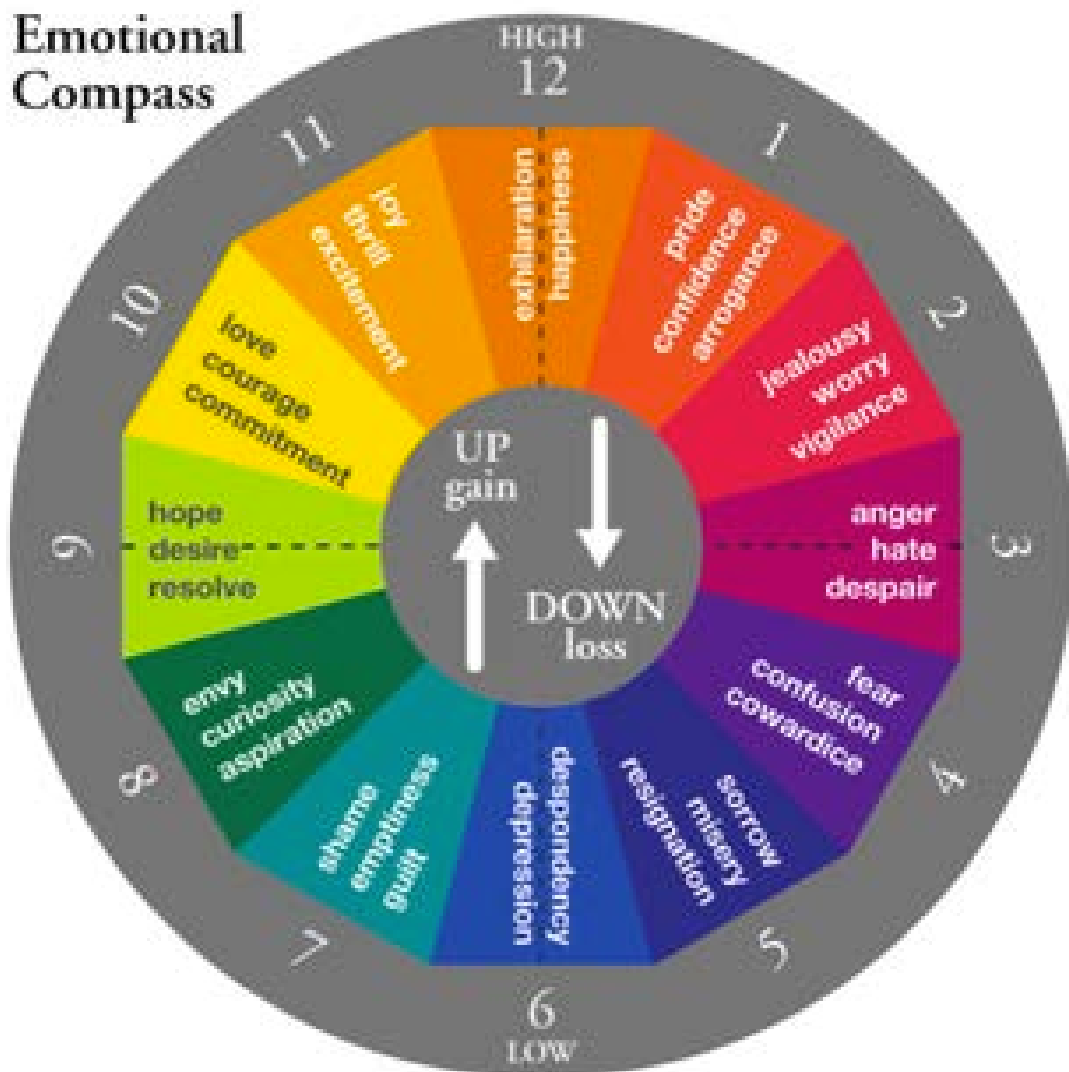 Emotional
Compass
HIGH
12
exhilaration
happiness
1
pride
confidence
arrogance
2
jealousy
worry
vigilance
3
anger
hate
despair
4
fear
confusion
cowardice
5
sorrow
misery
resignation
6
LOW
despondency
depression
7
shame
emptiness
guilt
8
envy
curiosity
aspiration
9
hope
desire
resolve
10
love
courage
commitment
11
joy
thrill
excitement
UP
gain
DOWN
loss